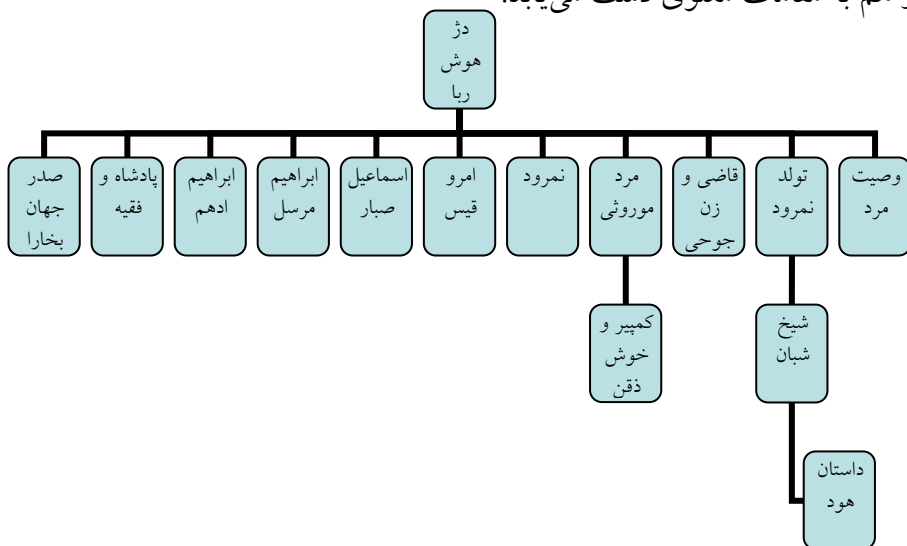 دژ
هوش
ربا
وصیت
مرد
تولد
نمرود
قاضی و
زن
جوحی
مرد
موروثی
نمرود
امرو
قیس
اسماعیل
صبار
ابراهیم
مرسل
ابراهیم
ادهم
پادشاه و
فقیه
صدر
جهان
بخارا
کمپیر و
خوش
ذقن
شیخ
شبان
داستان
هود